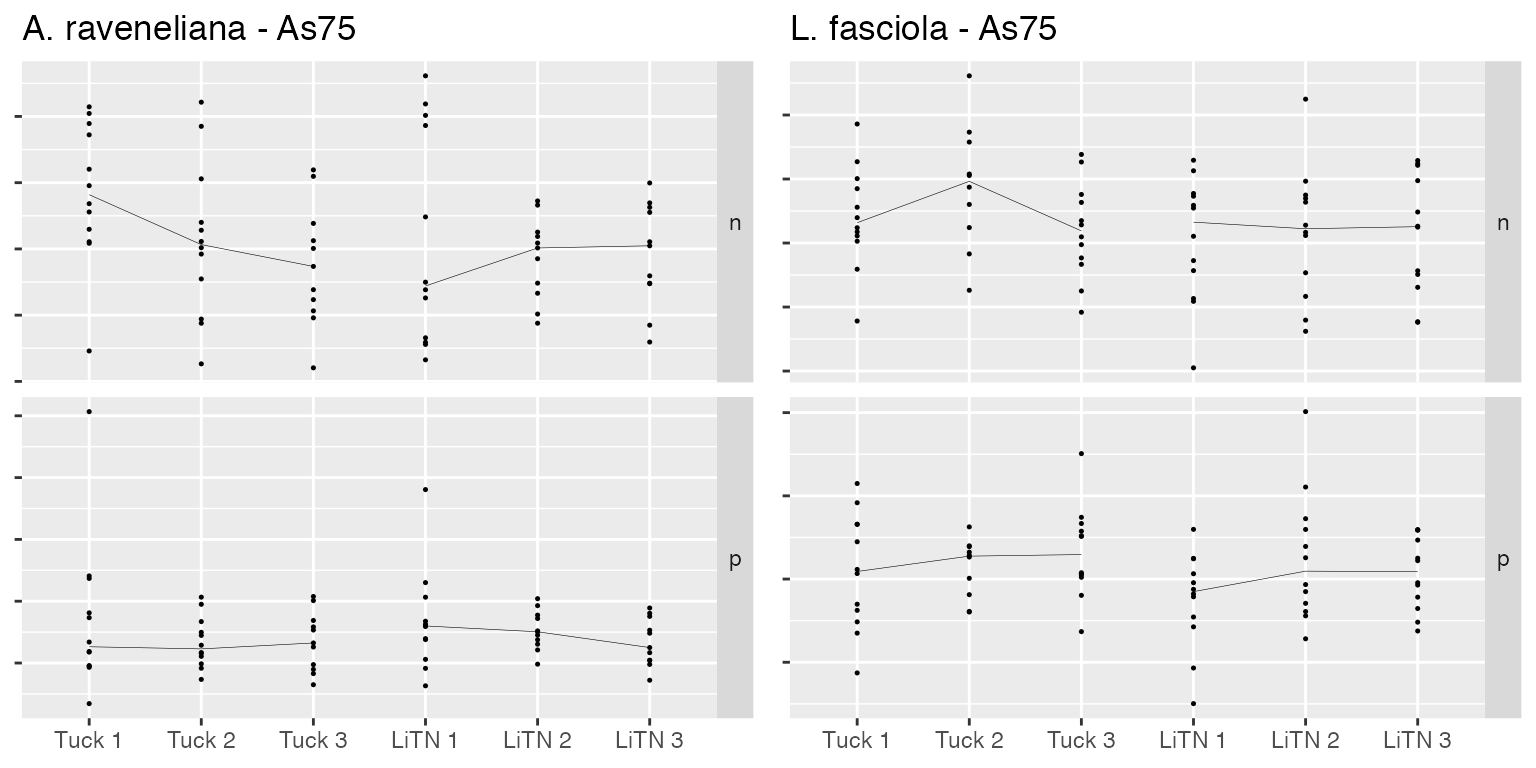 A. raveneliana - As75
L. fasciola - As75
n
n
p
p
Tuck 1 Tuck 2 Tuck 3 LiTN 1 LiTN 2 LiTN 3
Tuck 1 Tuck 2 Tuck 3 LiTN 1 LiTN 2 LiTN 3